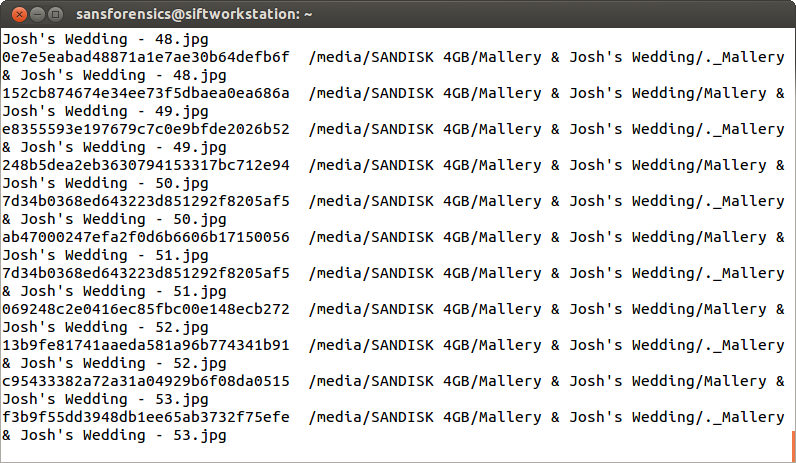 sansforensics@siftworkstation: ~
Josh's Wedding - 48.jpg
0e7e5eabad48871a1e7ae30b64defb6f  /media/SANDISK 4GB/Mallery & Josh's Wedding/._Mallery
& Josh's Wedding - 48.jpg
152cb874674e34ee73f5dbaea0ea686a  /media/SANDISK 4GB/Mallery & Josh's Wedding/Mallery &
Josh's Wedding - 49.jpg
e8355593e197679c7c0e9bfde2026b52  /media/SANDISK 4GB/Mallery & Josh's Wedding/._Mallery
& Josh's Wedding - 49.jpg
248b5dea2eb3630794153317bc712e94  /media/SANDISK 4GB/Mallery & Josh's Wedding/Mallery &
Josh's Wedding - 50.jpg
7d34b0368ed643223d851292f8205af5  /media/SANDISK 4GB/Mallery & Josh's Wedding/._Mallery
& Josh's Wedding - 50.jpg
ab47000247efa2f0d6b6606b17150056  /media/SANDISK 4GB/Mallery & Josh's Wedding/Mallery &
Josh's Wedding - 51.jpg
7d34b0368ed643223d851292f8205af5  /media/SANDISK 4GB/Mallery & Josh's Wedding/._Mallery
& Josh's Wedding - 51.jpg
069248c2e0416ec85fbc00e148ecb272  /media/SANDISK 4GB/Mallery & Josh's Wedding/Mallery &
Josh's Wedding - 52.jpg
13b9fe81741aaeda581a96b774341b91  /media/SANDISK 4GB/Mallery & Josh's Wedding/._Mallery
& Josh's Wedding - 52.jpg
c95433382a72a31a04929b6f08da0515  /media/SANDISK 4GB/Mallery & Josh's Wedding/Mallery &
Josh's Wedding - 53.jpg
f3b9f55dd3948db1ee65ab3732f75efe  /media/SANDISK 4GB/Mallery & Josh's Wedding/._Mallery
& Josh's Wedding - 53.jpg